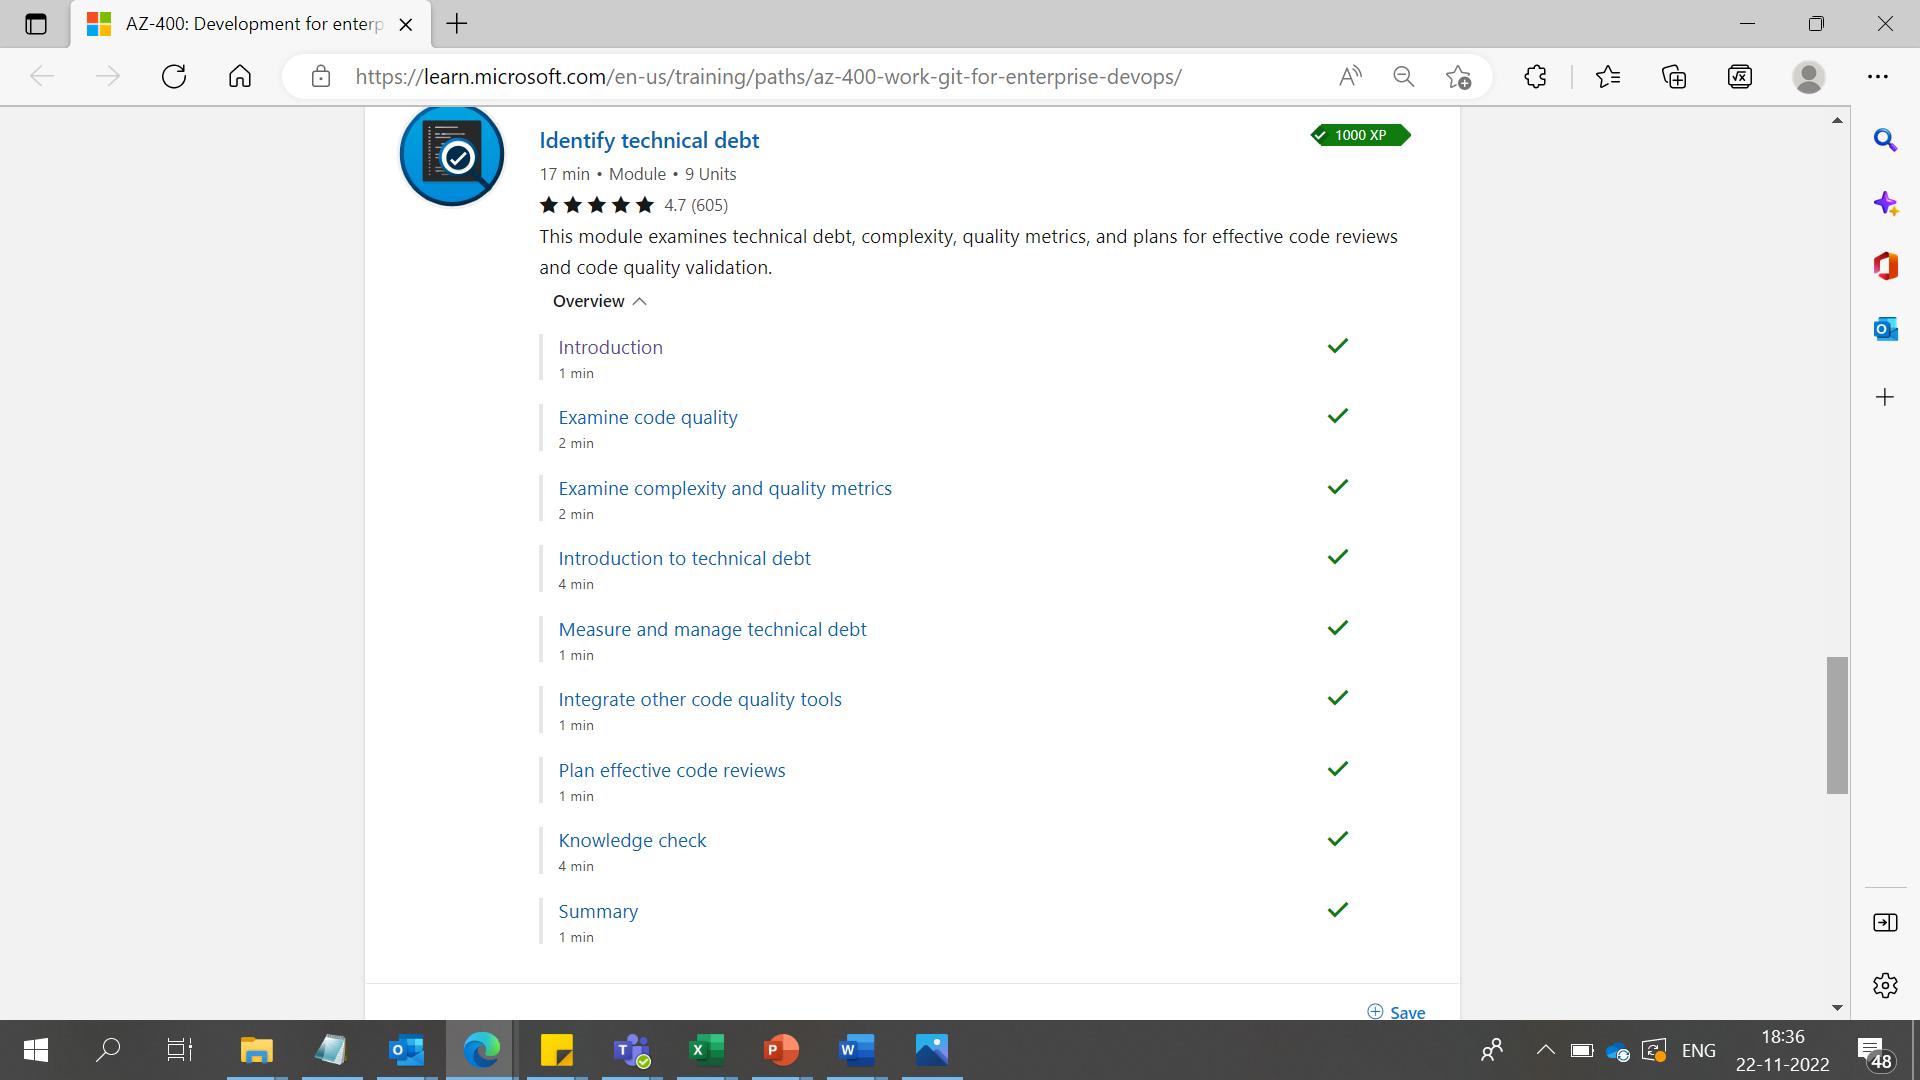 AZ-400: Development for enterp
https://learn.microsoft.com/en-us/training/paths/az-400-work-git-for-enterprise-devops/
Identify technical debt
1000 XP
17 min • Module • 9 Units
4.7 (605)
This module examines technical debt, complexity, quality metrics, and plans for effective code reviews
and code quality validation.
Overview
Introduction
1 min
Examine code quality
2 min
Examine complexity and quality metrics
2 min
Introduction to technical debt
4 min
Measure and manage technical debt
1 min
Integrate other code quality tools
1 min
Plan effective code reviews
1 min
Knowledge check
4 min
Summary
1 min
Save
ENG
18:36
22-11-2022
48